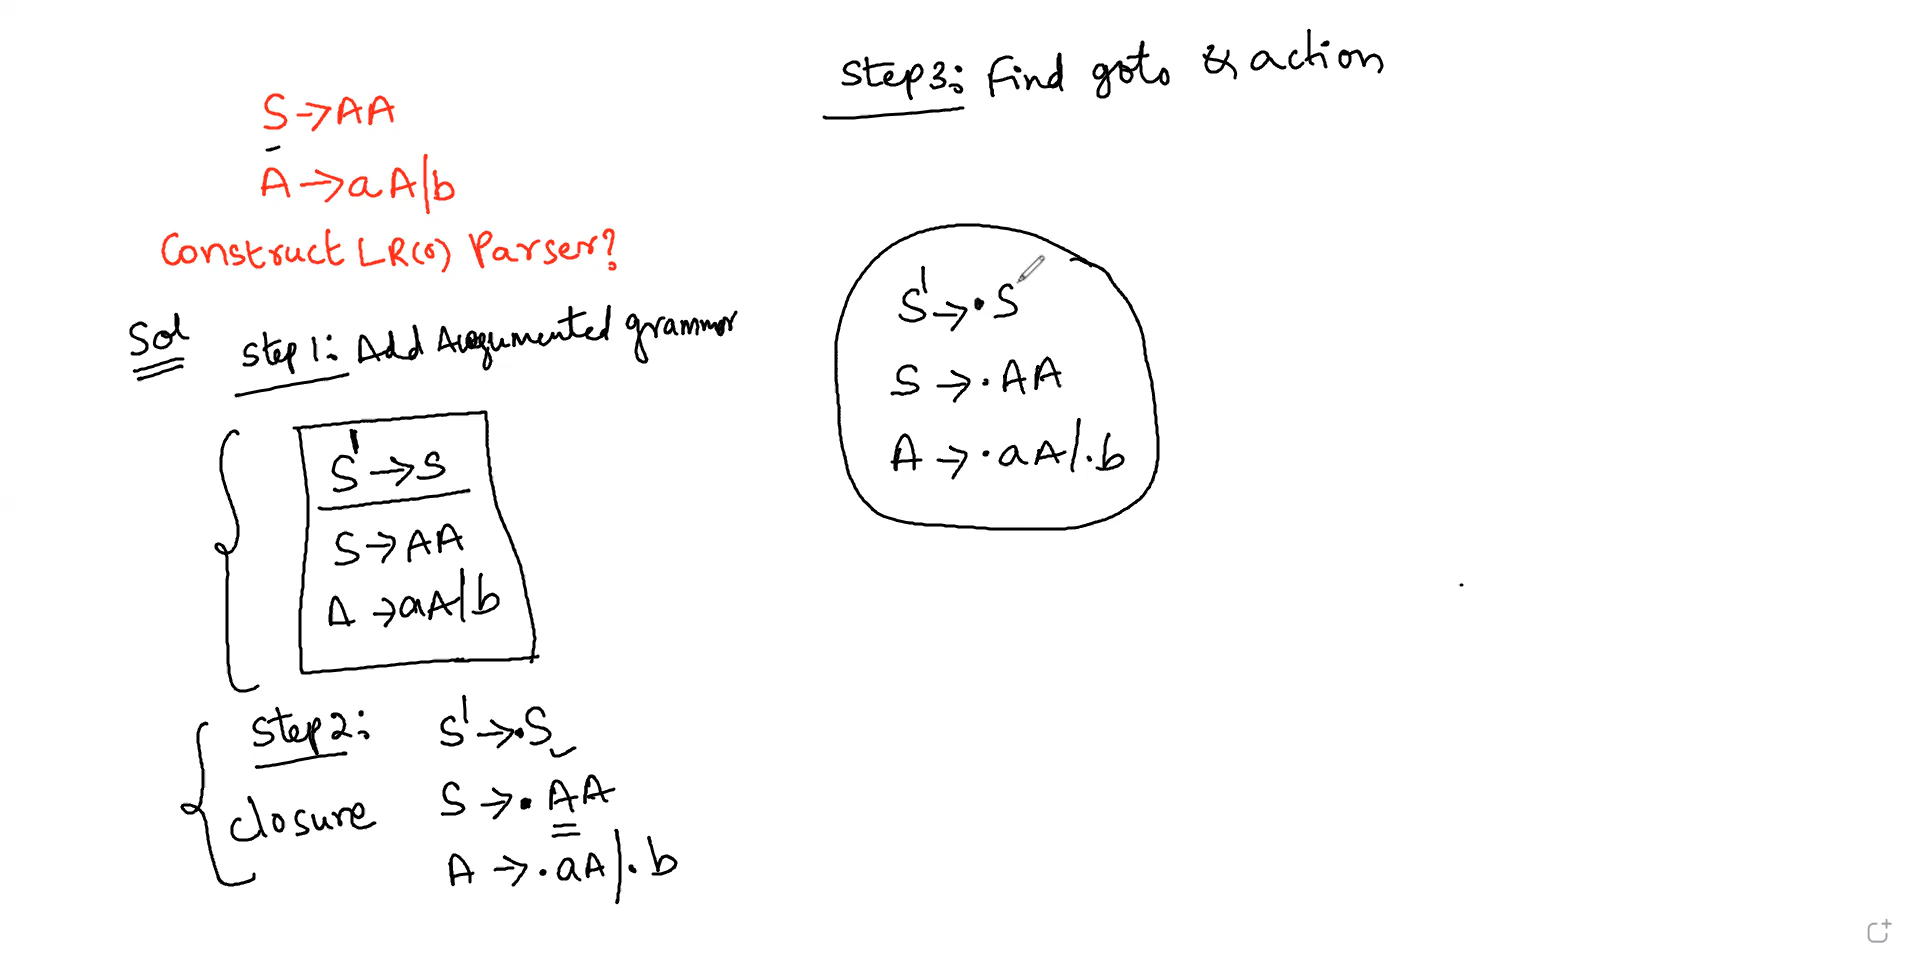 S → AA
A → aA|b
Construct LR(0) Parser?
Sol
Step 1: Add Augumented grammar
S' → S
S → AA
A → aA|b
Step 2:
closure
S' → .S
S → .AA
A → .aA|.b
Step 3: Find goto & action
S' → .S
S → .AA
A → .aA|.b